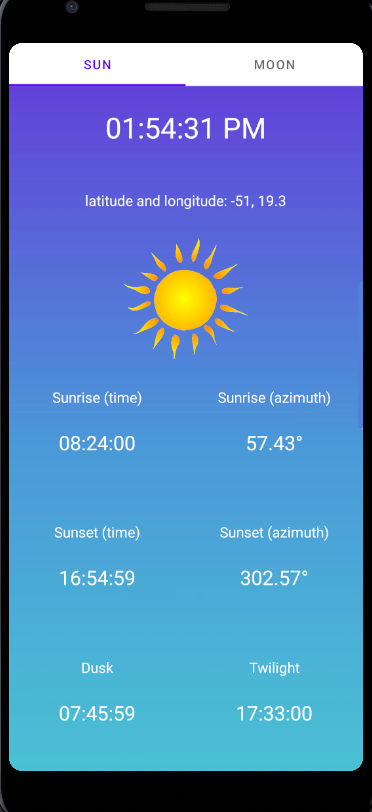 SUN MOON
01:54:31 PM
latitude and longitude: -51, 19.3
Sunrise (time) Sunrise (azimuth)
08:24:00 57.43°
Sunset (time) Sunset (azimuth)
16:54:59 302.57°
Dusk Twilight
07:45:59 17:33:00